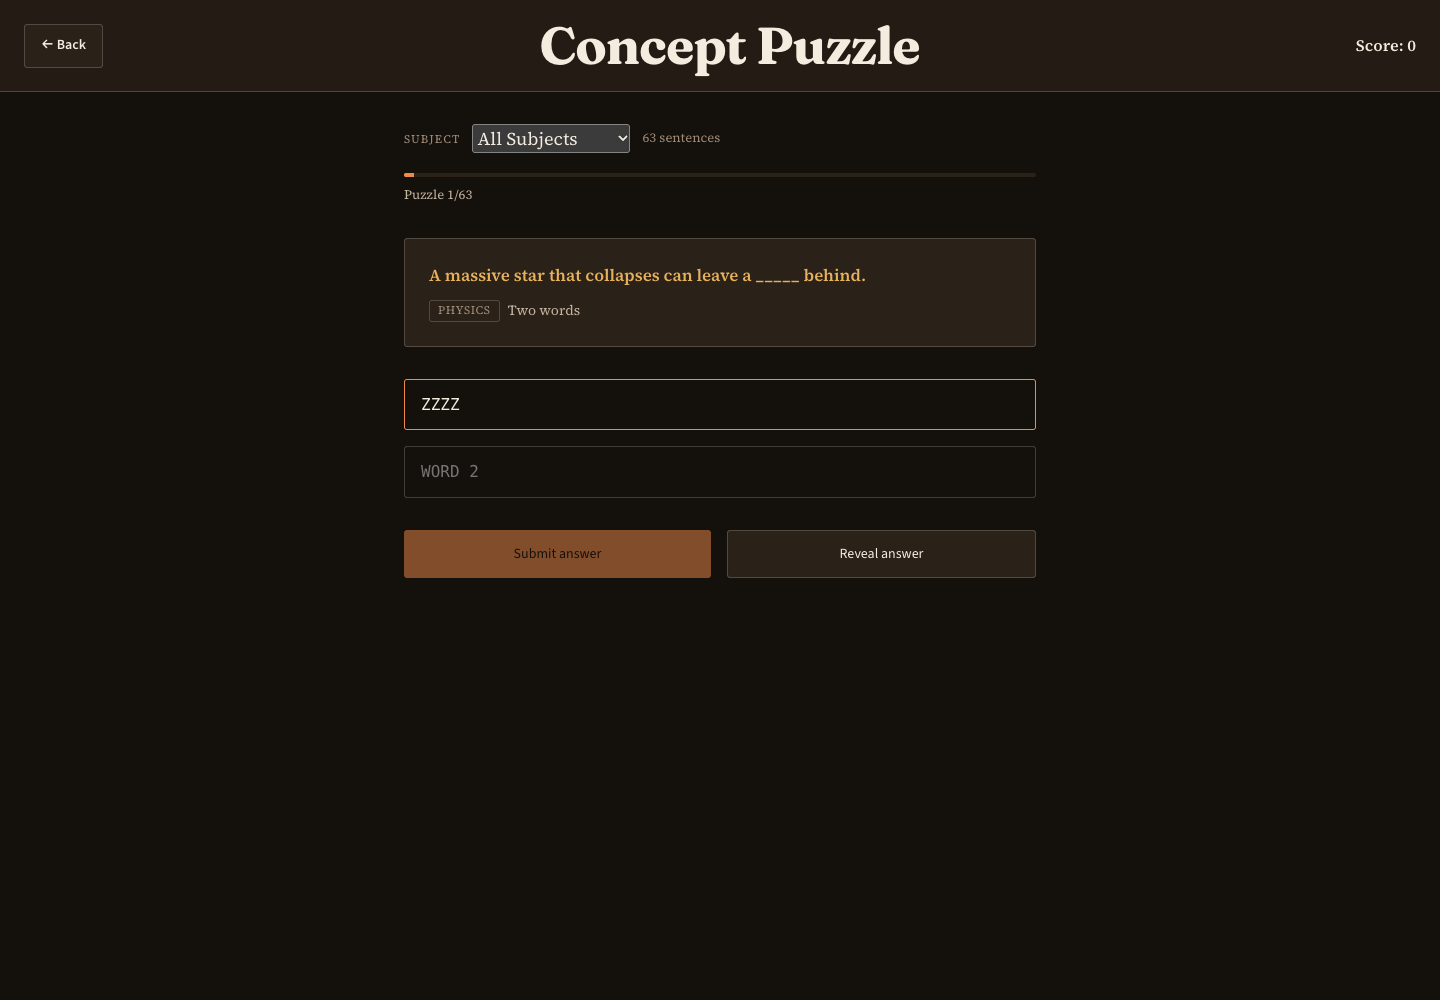 ← Back
Concept Puzzle
Score: 0
SUBJECT All Subjects 63 sentences
Puzzle 1/63
A massive star that collapses can leave a _____ behind.
PHYSICS Two words
ZZZZ
WORD 2
Submit answer Reveal answer